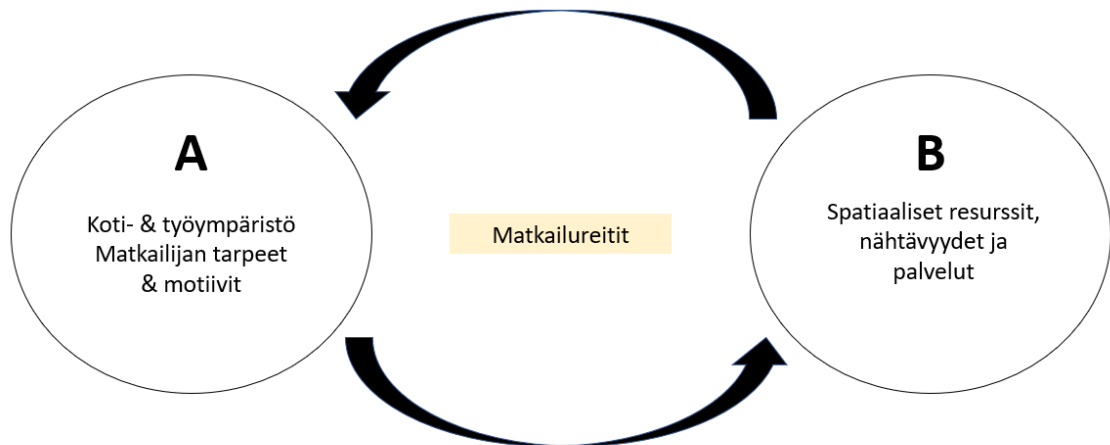 A
Koti- & työympäristö
Matkailijan tarpeet
& motiivit
Matkailureitit
B
Spatiaaliset resurssit,
nähtävyydet ja
palvelut